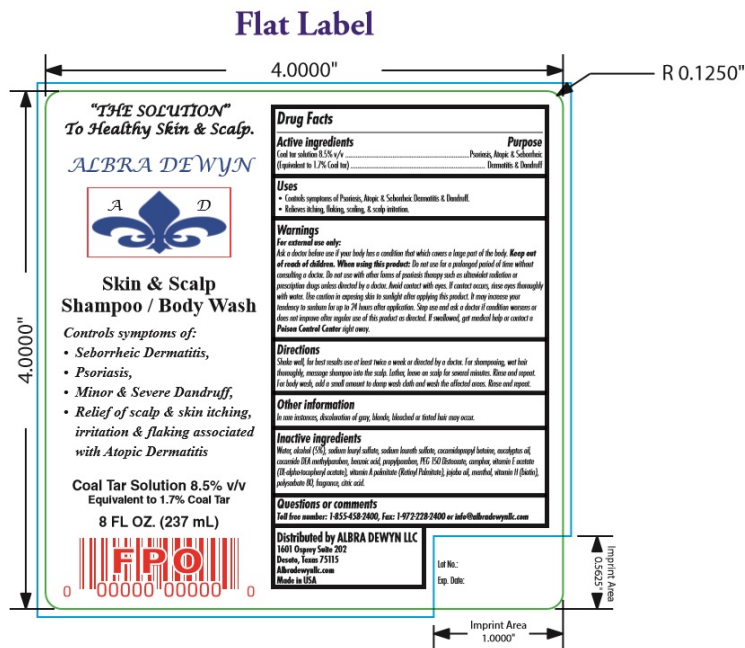 Flat Label
4.0000"
R 0.1250"
4.0000"
"THE SOLUTION"
To Healthy Skin & Scalp.
ALBRA DEWYN
A D
Skin & Scalp
Shampoo / Body Wash
Controls symptoms of:
• Seborrheic Dermatitis,
• Psoriasis,
• Minor & Severe Dandruff,
• Relief of scalp & skin itching,
irritation & flaking associated
with Atopic Dermatitis
Coal Tar Solution 8.5% v/v
Equivalent to 1.7% Coal Tar
8 FL OZ. (237 mL)
FPO
0 00000 00000 0
Drug Facts
Active ingredients Purpose
Coal tar solution 8.5% v/v ... Psoriasis, Atopic & Seborrheic
(Equivalent to 1.7% Coal tar) ... Dermatitis & Dandruff
Uses
• Controls symptoms of Psoriasis, Atopic & Seborrheic Dermatitis & Dandruff.
• Relieves itching, flaking, scaling, & scalp irritation.
Warnings
For external use only:
Ask a doctor before use if your body has a condition that which covers a large part of the body. Keep out
of reach of children. When using this product: Do not use for a prolonged period of time without
consulting a doctor. Do not use with other forms of psoriasis therapy such as ultraviolet radiation or
prescription drugs unless directed by a doctor. Avoid contact with eyes. If contact occurs, rinse eyes thoroughly
with water. Use caution in exposing skin to sunlight after applying this product. It may increase your
tendency to sunburn for up to 24 hours after application. Stop use and ask a doctor if condition worsens or
does not improve after regular use of this product as directed. If swallowed, get medical help or contact a
Poison Control Center right away.
Directions
Shake well, for best results use at least twice a week or directed by a doctor. For shampooing, wet hair
thoroughly, massage shampoo into the scalp. Lather, leave on scalp for several minutes. Rinse and repeat.
For body wash, add a small amount to damp wash cloth and wash the affected areas. Rinse and repeat.
Other information
In rare instances, discoloration of gray, blonde, bleached or tinted hair may occur.
Inactive ingredients
Water, alcohol (5%), sodium lauryl sulfate, sodium laureth sulfate, cocamidopropyl betaine, eucalyptus oil,
cocamide DEA methylparaben, benzoic acid, propylparaben, PEG 150 Distearate, camphor, vitamin E acetate
(Dl-alpha-tocopheryl acetate), vitamin A palmitate (Retinyl Palmitate), jojoba oil, menthol, vitamin H (biotin),
polysorbate 80, fragrance, citric acid.
Questions or comments
Toll free number: 1-855-458-2400, Fax: 1-972-228-2400 or info@albradewynllc.com
Distributed by ALBRA DEWYN LLC
1601 Osprey Suite 202
Desoto, Texas 75115
Albradewynllc.com
Made in USA
Lot No.:
Exp. Date:
Imprint Area
0.5625"
Imprint Area
1.0000"